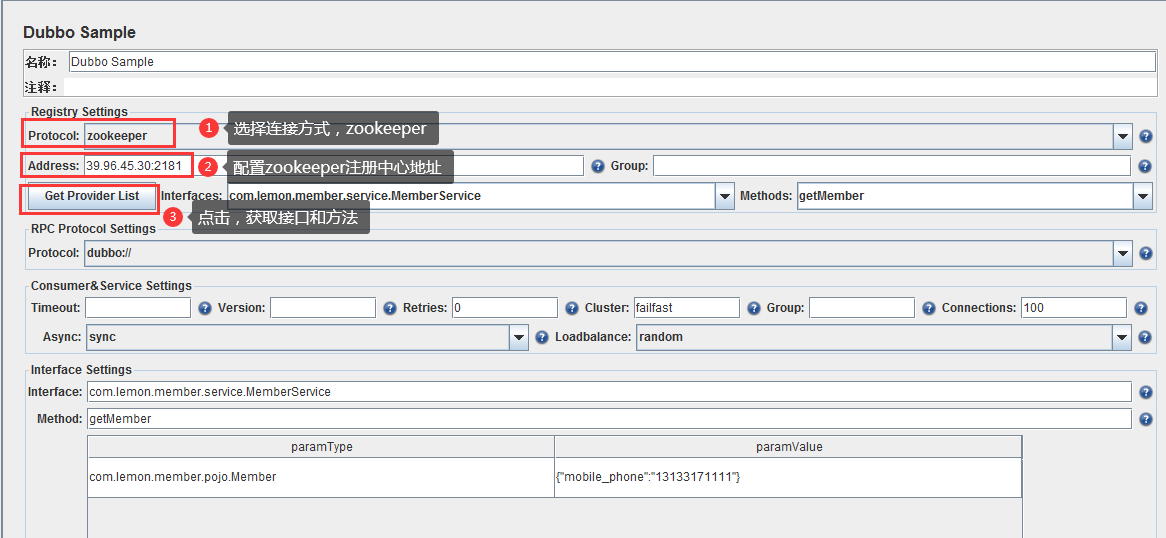 Dubbo Sample
名称： Dubbo Sample
注释：
Registry Settings
Protocol: zookeeper 1 选择连接方式，zookeeper
Address: 39.96.45.30:2181 2 配置zookeeper注册中心地址 Group:
Get Provider List Interfaces: com.lemon.member.service.MemberService Methods: getMember
3 点击，获取接口和方法
RPC Protocol Settings
Protocol: dubbo://
Consumer&Service Settings
Timeout: Version: Retries: 0 Cluster: failfast Group: Connections: 100
Async: sync Loadbalance: random
Interface Settings
Interface: com.lemon.member.service.MemberService
Method: getMember
paramType paramValue
com.lemon.member.pojo.Member {"mobile_phone":"13133171111"}